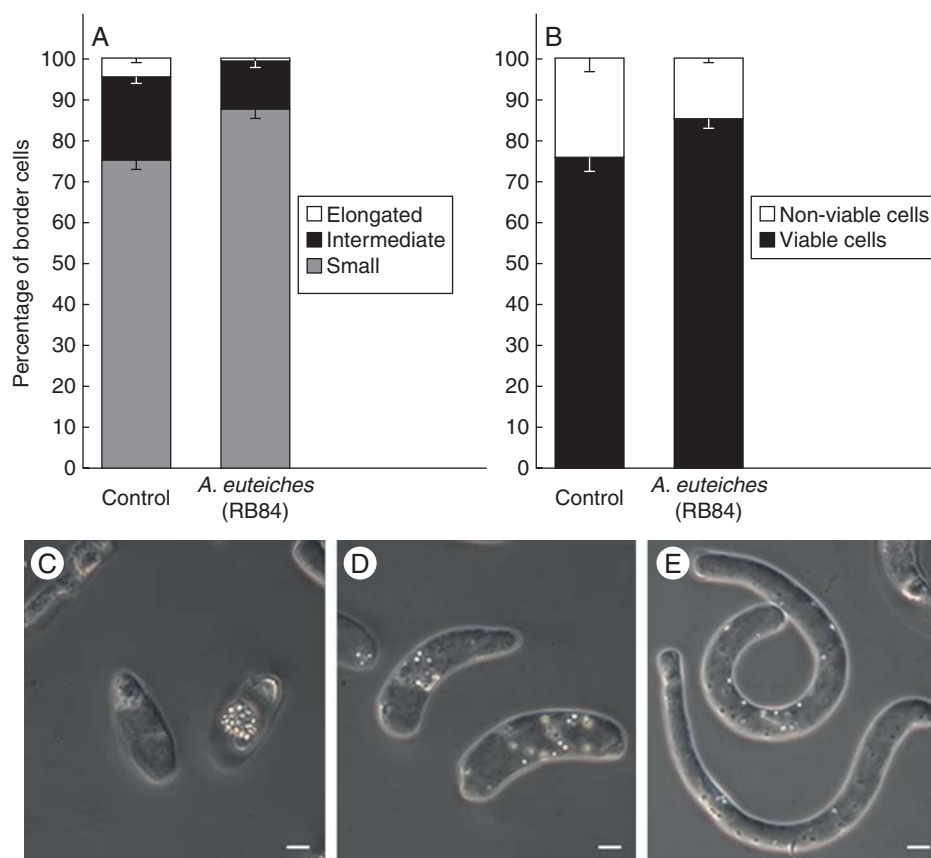 A
Percentage of border cells
100
90
80
70
60
50
40
30
20
10
0
Elongated
Intermediate
Small
Control
A. euteiches
(RB84)
B
100
90
80
70
60
50
40
30
20
10
0
Non-viable cells
Viable cells
Control
A. euteiches
(RB84)
C
D
E